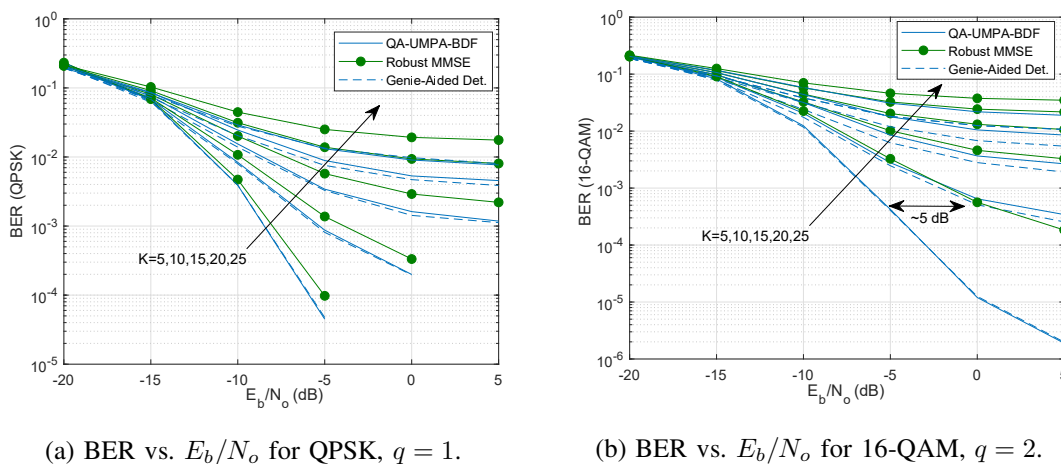 10^0
10^-1
10^-2
10^-3
10^-4
10^-5
BER (QPSK)
-20 -15 -10 -5 0 5
E_b/N_o (dB)
QA-UMPA-BDF
Robust MMSE
Genie-Aided Det.
K=5,10,15,20,25
(a) BER vs. E_b/N_o for QPSK, q = 1.
10^0
10^-1
10^-2
10^-3
10^-4
10^-5
10^-6
BER (16-QAM)
-20 -15 -10 -5 0 5
E_b/N_o (dB)
QA-UMPA-BDF
Robust MMSE
Genie-Aided Det.
~5 dB
K=5,10,15,20,25
(b) BER vs. E_b/N_o for 16-QAM, q = 2.